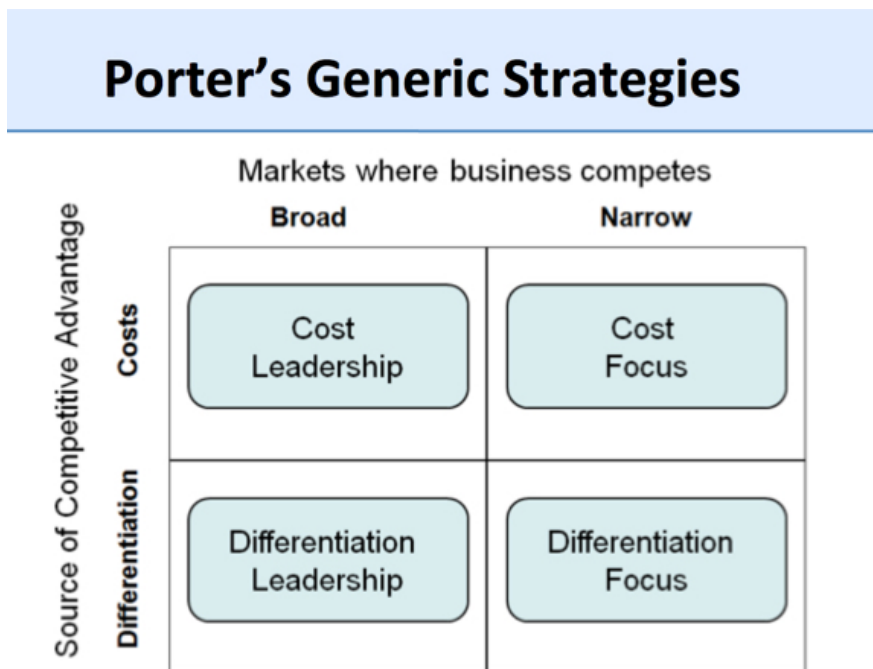 Porter’s Generic Strategies
Markets where business competes
Broad
Narrow
Source of Competitive Advantage
Costs
Cost
Leadership
Cost
Focus
Differentiation
Differentiation
Leadership
Differentiation
Focus